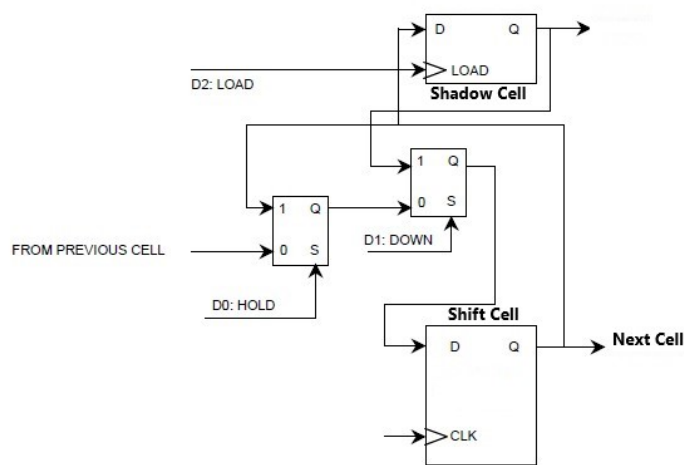 D Q
LOAD
D2: LOAD
Shadow Cell
1 Q
0 S
1 Q
0 S
FROM PREVIOUS CELL
D1: DOWN
D0: HOLD
Shift Cell
D Q
Next Cell
CLK